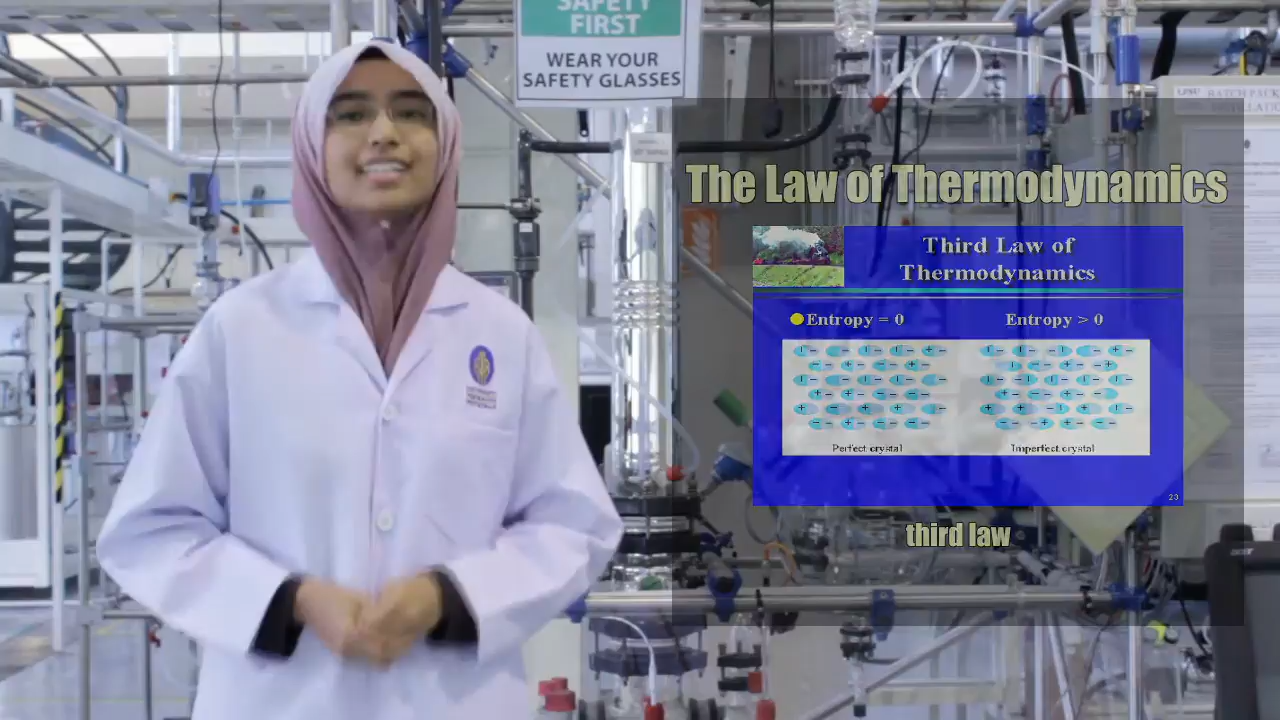 SAFETY
FIRST
WEAR YOUR
SAFETY GLASSES
The Law of Thermodynamics
Third Law of
Thermodynamics
Entropy = 0
Entropy > 0
Perfect crystal
Imperfect crystal
23
third law
acer